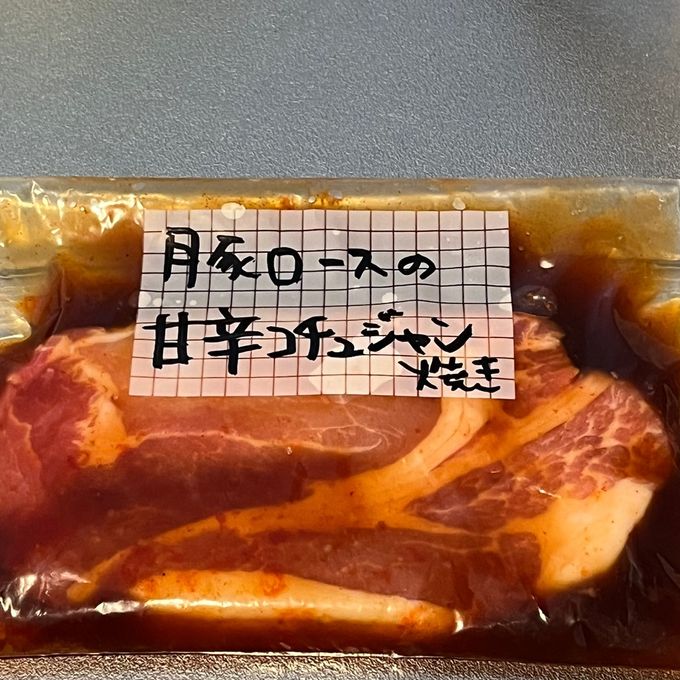 豚ロースの
甘辛コチュジャン
焼き